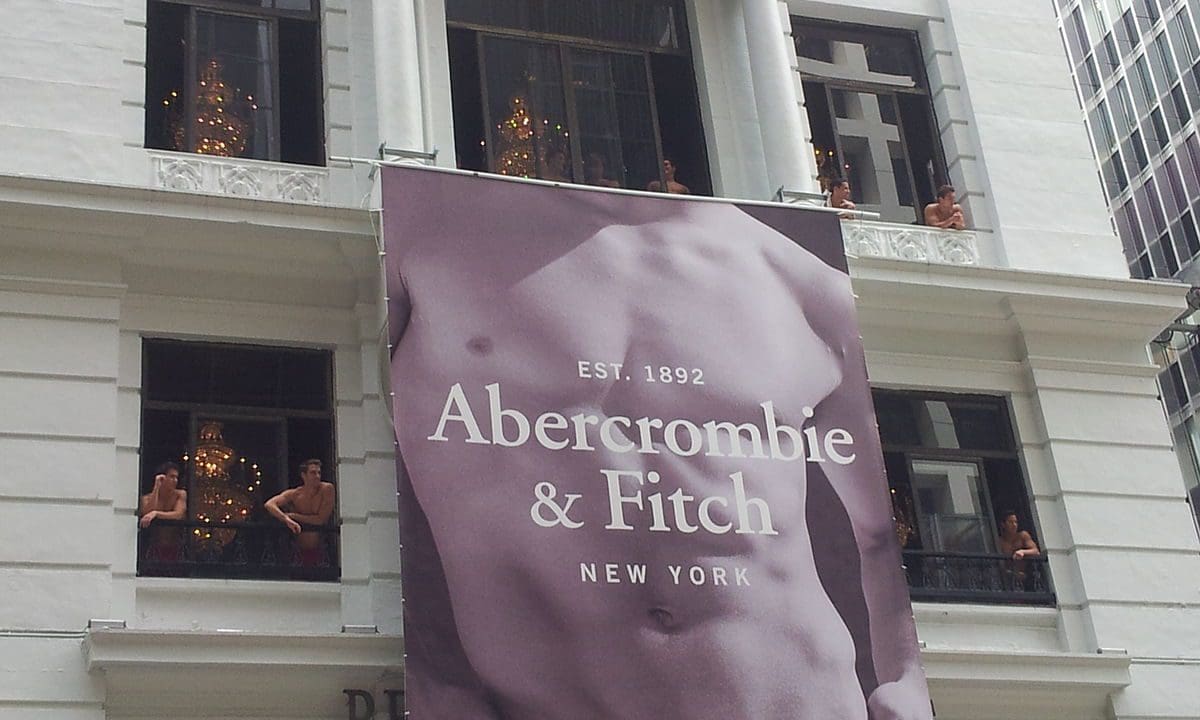 EST. 1892
Abercrombie
& Fitch
NEW YORK